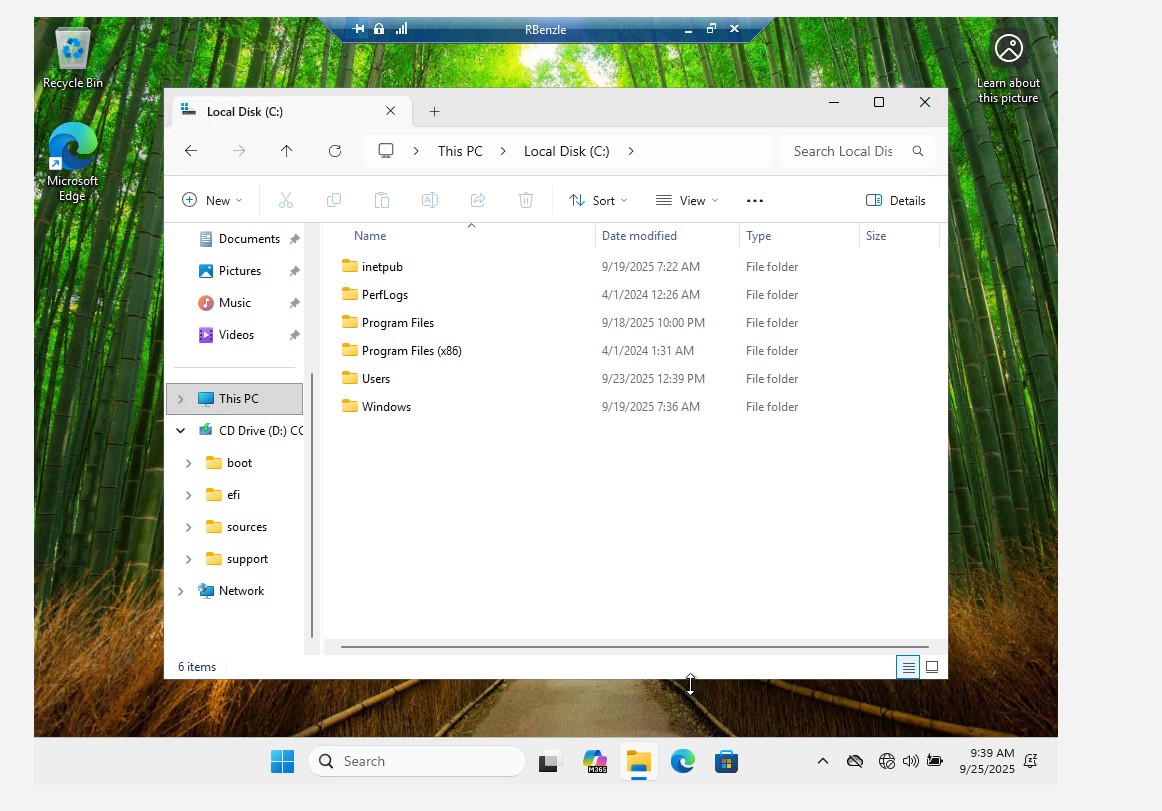 RBenzle
Recycle Bin
Learn about
this picture
Microsoft
Edge
Local Disk (C:)
This PC
Local Disk (C:)
Search Local Dis
New
Sort
View
Details
Documents
Pictures
Music
Videos
This PC
CD Drive (D:) CC
boot
efi
sources
support
Network
Name Date modified Type Size
inetpub 9/19/2025 7:22 AM File folder
PerfLogs 4/1/2024 12:26 AM File folder
Program Files 9/18/2025 10:00 PM File folder
Program Files (x86) 4/1/2024 1:31 AM File folder
Users 9/23/2025 12:39 PM File folder
Windows 9/19/2025 7:36 AM File folder
6 items
Search
M365
9:39 AM
9/25/2025